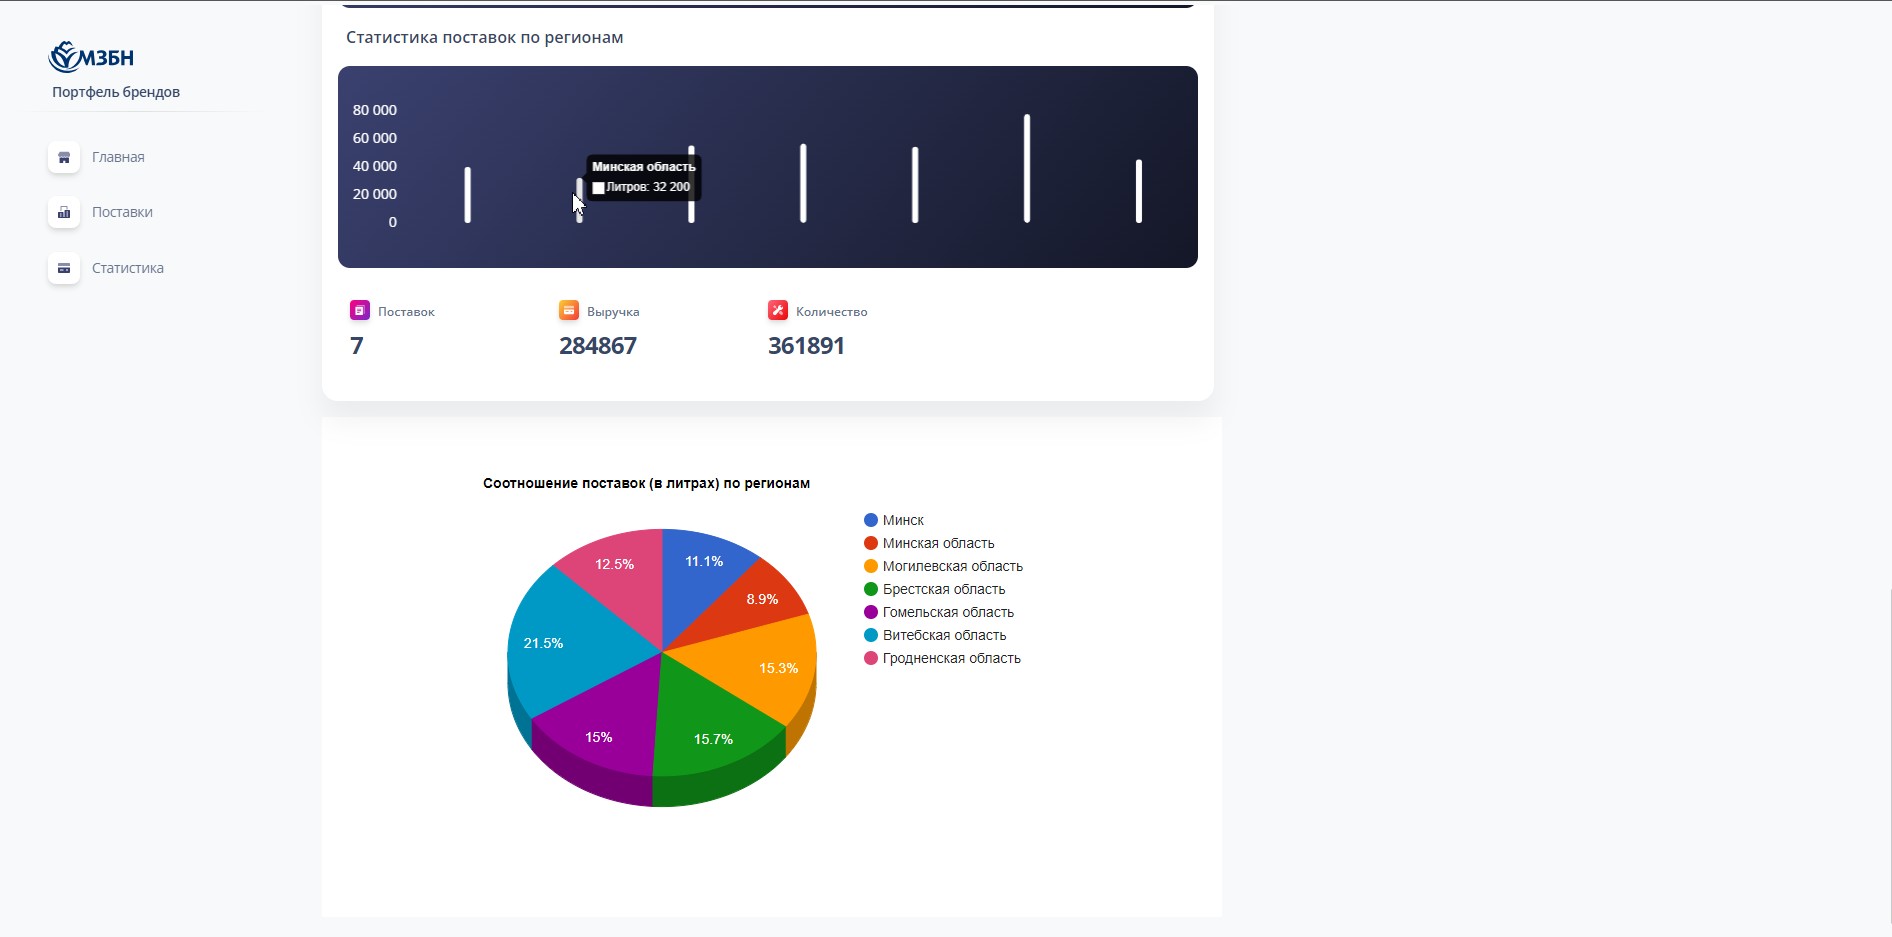 МЗБН
Портфель брендов
Главная
Поставки
Статистика
Статистика поставок по регионам
80 000
60 000
40 000
20 000
0
Минская область
Литров: 32 200
Поставок
7
Выручка
284867
Количество
361891
Соотношение поставок (в литрах) по регионам
11.1%
8.9%
15.3%
15.7%
15%
21.5%
12.5%
Минск
Минская область
Могилевская область
Брестская область
Гомельская область
Витебская область
Гродненская область